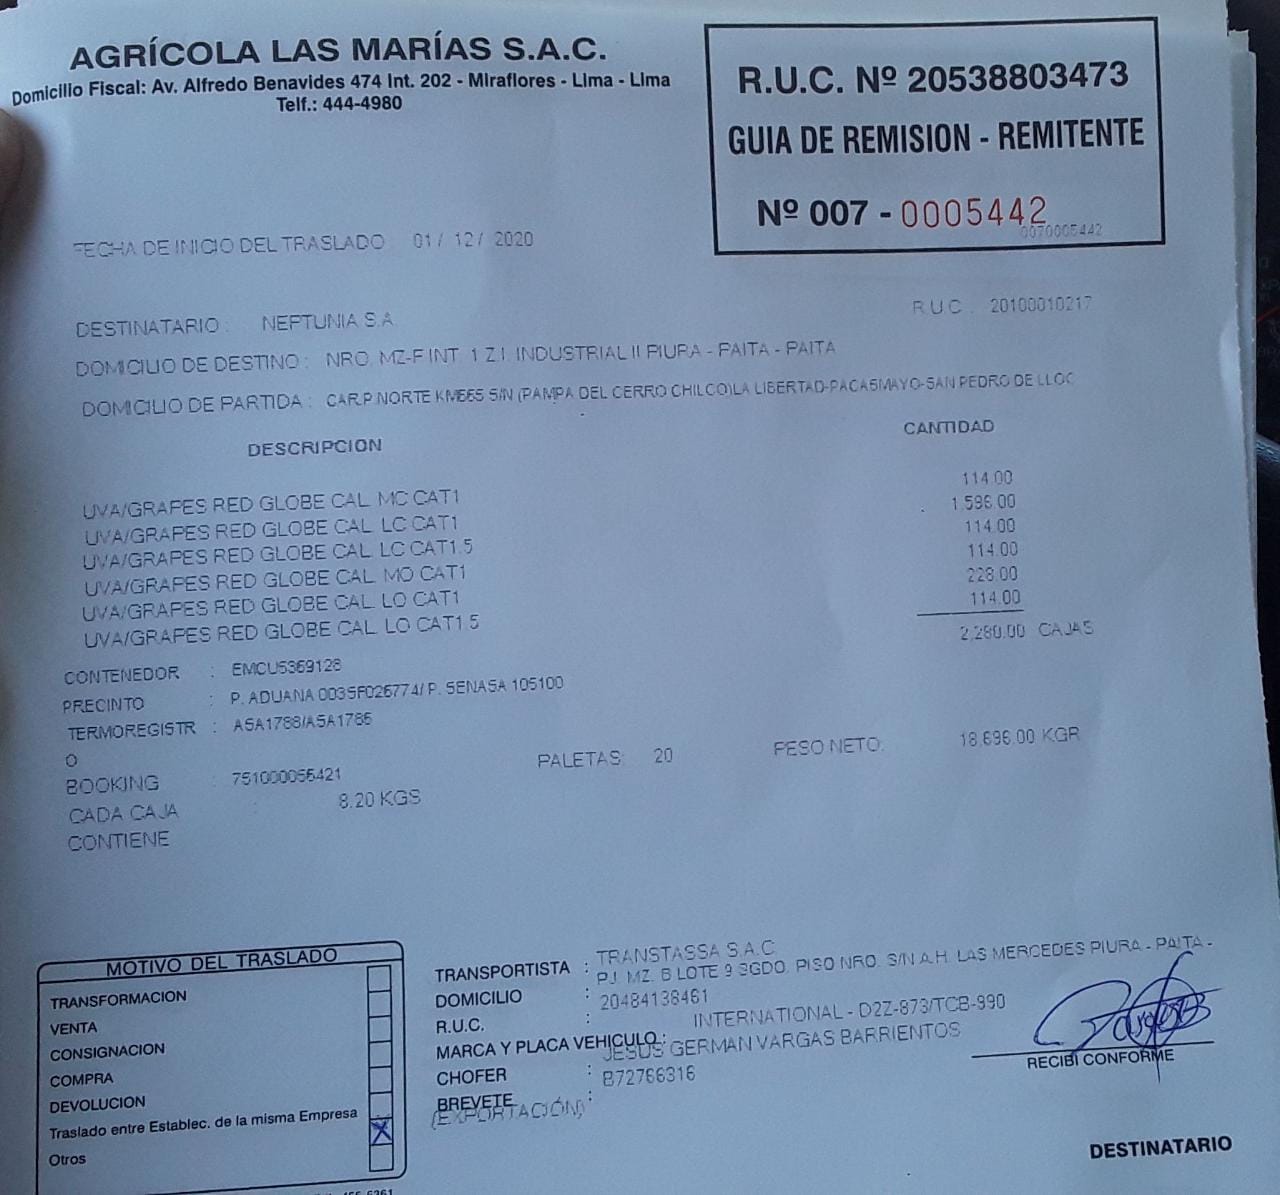 AGRÍCOLA LAS MARÍAS S.A.C.
Domicilio Fiscal: Av. Alfredo Benavides 474 Int. 202 - Miraflores - Lima - Lima
Telf.: 444-4980
R.U.C. Nº 20538803473
GUIA DE REMISION - REMITENTE
Nº 007 - 0005442
0070005442
FECHA DE INICIO DEL TRASLADO : 01 / 12 / 2020
DESTINATARIO : NEPTUNIA S.A. R.U.C. 20100010217
DOMICILIO DE DESTINO : NRO. MZ-F INT. 1 Z.I. INDUSTRIAL II PIURA - PAITA - PAITA
DOMICILIO DE PARTIDA : CAR.P.NORTE KM665 S/N (PAMPA DEL CERRO CHILCO)LA LIBERTAD-PACASMAYO-SAN PEDRO DE LLOC
DESCRIPCION CANTIDAD
UVA/GRAPES RED GLOBE CAL. MC CAT1 114.00
UVA/GRAPES RED GLOBE CAL. LC CAT1 1,596.00
UVA/GRAPES RED GLOBE CAL. LC CAT1.5 114.00
UVA/GRAPES RED GLOBE CAL. MO CAT1 114.00
UVA/GRAPES RED GLOBE CAL. LO CAT1 228.00
UVA/GRAPES RED GLOBE CAL. LO CAT1.5 114.00
2,280.00 CAJAS
CONTENEDOR : EMCU5369128
PRECINTO : P. ADUANA 003SF026774/ P. SENASA 105100
TERMOREGISTR : A5A1788/A5A1786
O
BOOKING : 751000055421 PALETAS: 20 PESO NETO: 18,696.00 KGR
CADA CAJA : 8.20 KGS
CONTIENE
MOTIVO DEL TRASLADO
TRANSFORMACION
VENTA
CONSIGNACION
COMPRA
DEVOLUCION
Traslado entre Establec. de la misma Empresa X
Otros
TRANSPORTISTA : TRANSTASSA S.A.C
DOMICILIO : PJ. MZ. B LOTE 9 SGDO. PISO NRO. S/N A.H. LAS MERCEDES PIURA - PAITA -
R.U.C. : 20484138461
MARCA Y PLACA VEHICULO : INTERNATIONAL - D2Z-873/TCB-990
CHOFER : JESUS GERMAN VARGAS BARRIENTOS
BREVETE : B72766316
(EXPORTACIÓN)
RECIBI CONFORME
DESTINATARIO